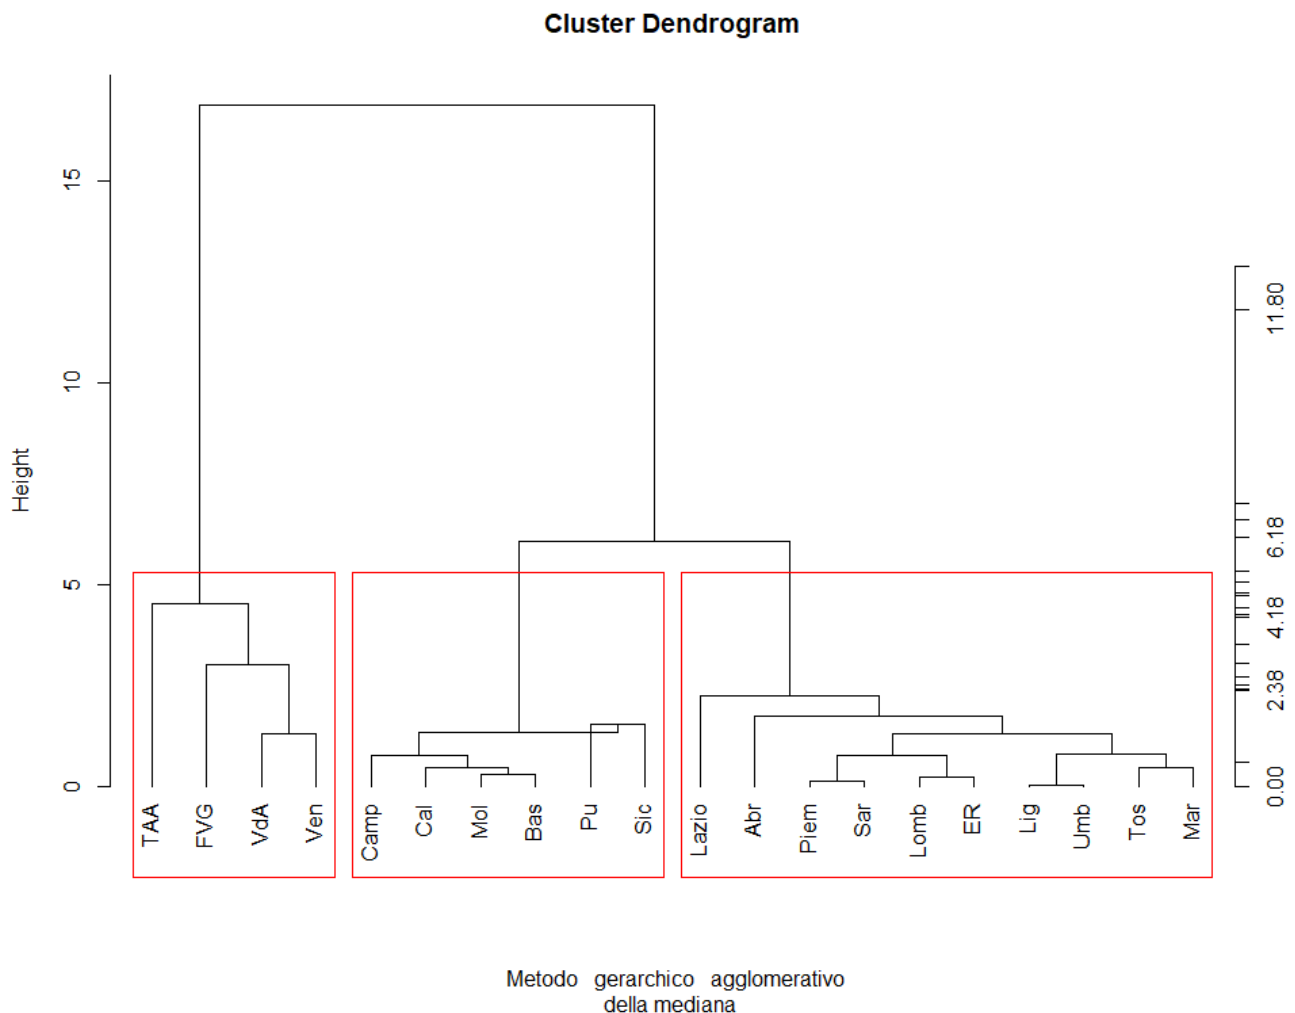 Cluster Dendrogram
Height
15
10
5
0
11.80
6.18
4.18
2.38
0.00
TAA
FVG
VdA
Ven
Camp
Cal
Mol
Bas
Pu
Sic
Lazio
Abr
Piem
Sar
Lomb
ER
Lig
Umb
Tos
Mar
Metodo gerarchico agglomerativo
della mediana